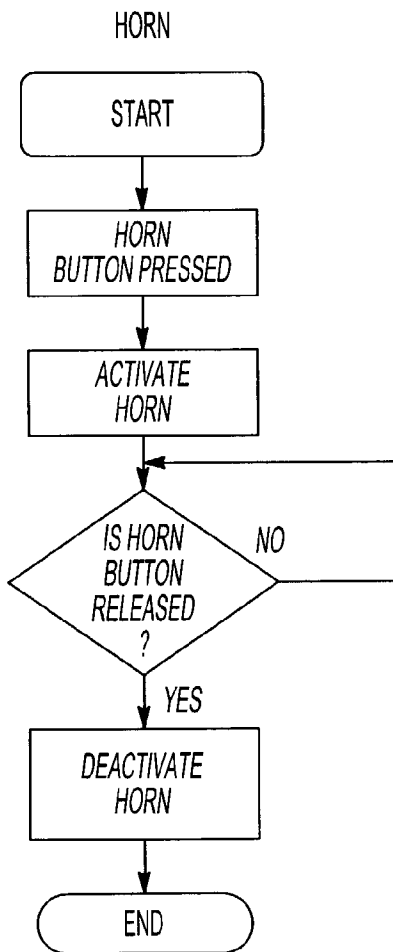 HORN
START
HORN
BUTTON PRESSED
ACTIVATE
HORN
IS HORN
BUTTON
RELEASED
?
NO
YES
DEACTIVATE
HORN
END